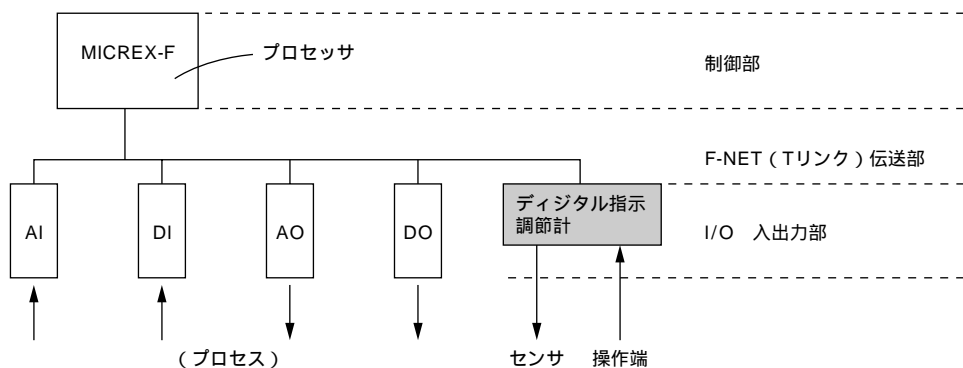 MICREX-F
プロセッサ
制御部
F-NET(Tリンク)伝送部
AI
DI
AO
DO
ディジタル指示
調節計
I/O 入出力部
(プロセス)
センサ
操作端